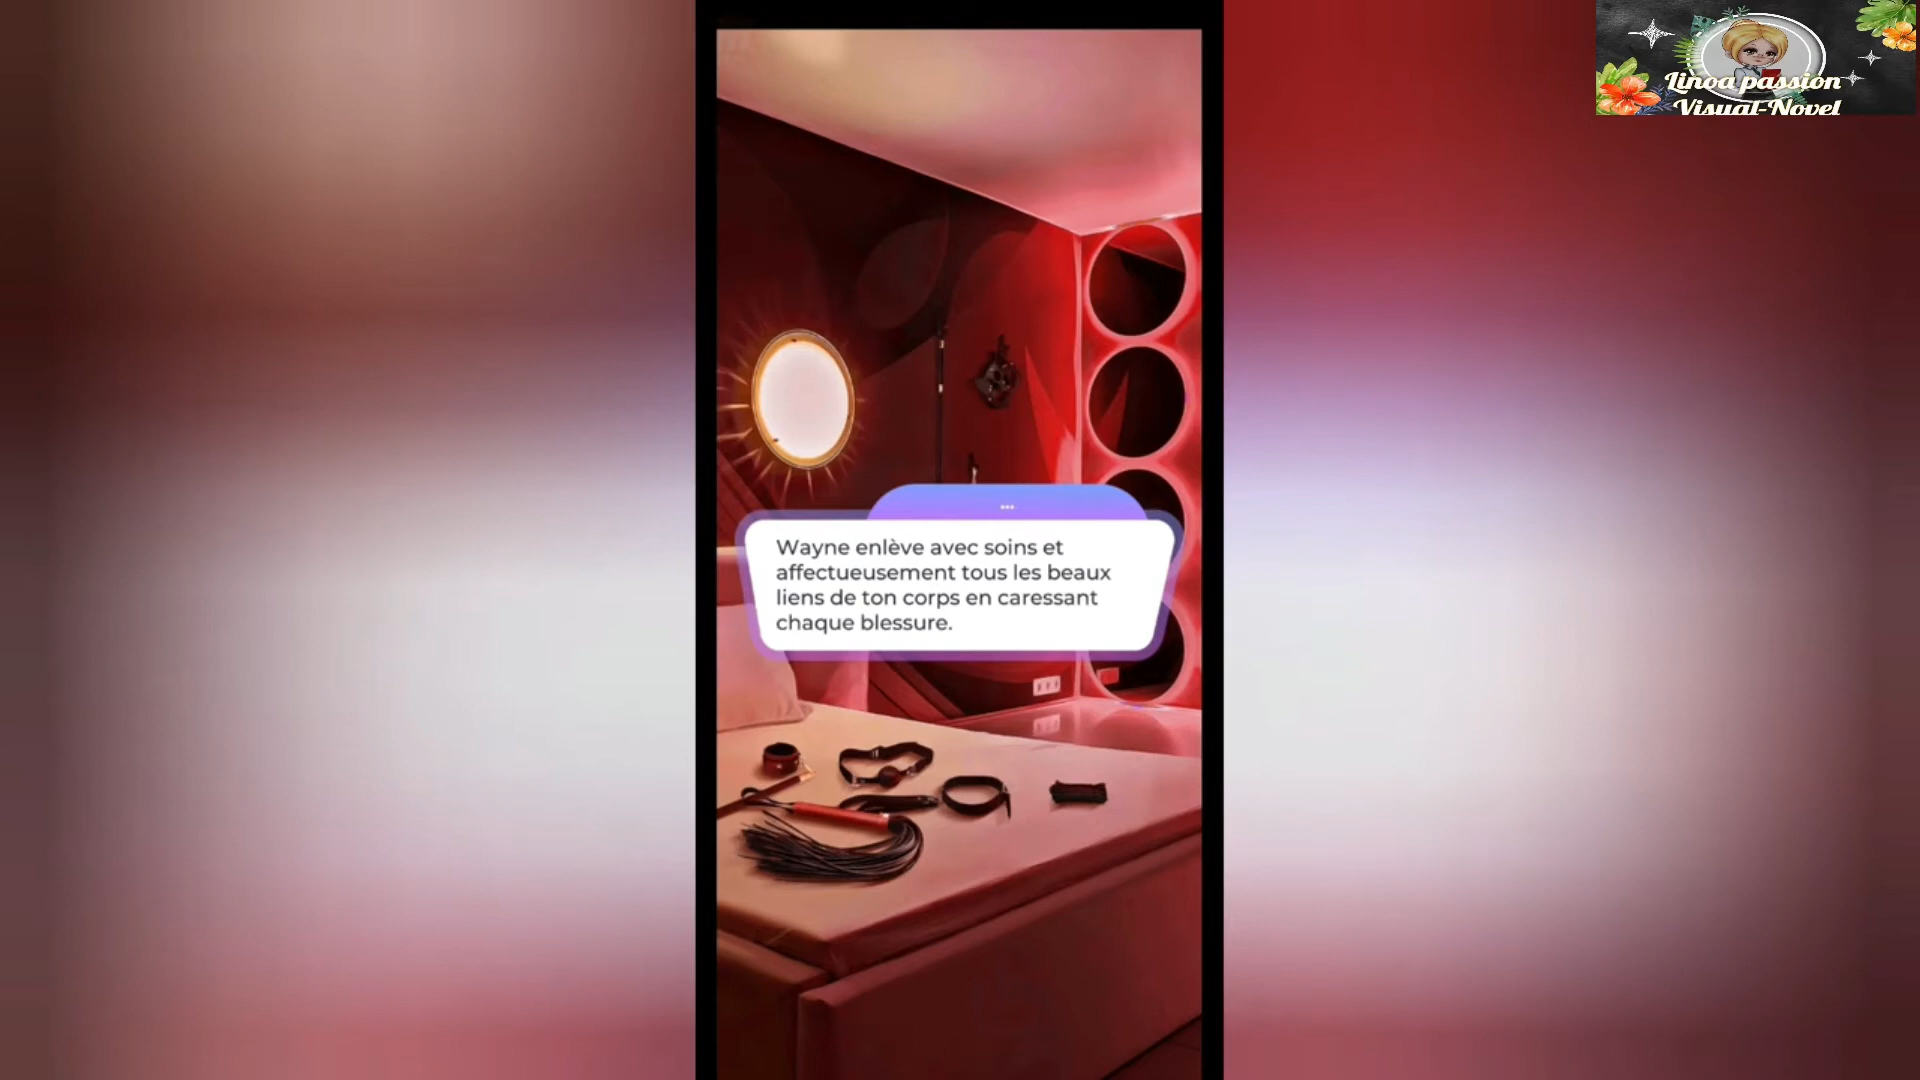 Linoa passion
Visual-Novel
...
Wayne enlève avec soins et
affectueusement tous les beaux
liens de ton corps en caressant
chaque blessure.